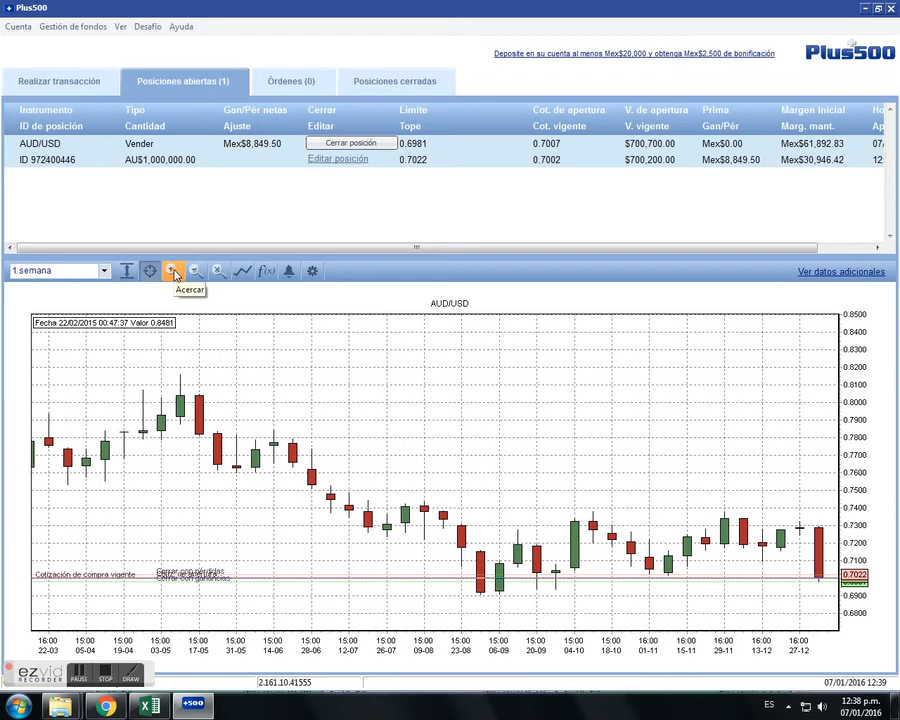 Plus500
Cuenta Gestión de fondos Ver Desafío Ayuda
Deposite en su cuenta al menos Mex$20,000 y obtenga Mex$2,500 de bonificación
Plus500
Realizar transacción Posiciones abiertas (1) Órdenes (0) Posiciones cerradas
Instrumento Tipo Gan/Pér netas Cerrar Límite Cot. de apertura V. de apertura Prima Margen inicial Ho
ID de posición Cantidad Ajuste Editar Tope Cot. vigente V. vigente Gan/Pér Marg. mant. Ap
AUD/USD Vender Mex$8,849.50 Cerrar posición 0.6981 0.7007 $700,700.00 Mex$0.00 Mex$61,892.83 07/
ID 972400446 AU$1,000,000.00 Editar posición 0.7022 0.7002 $700,200.00 Mex$8,849.50 Mex$30,946.42 12:
1 semana f(x) Ver datos adicionales
Acercar
AUD/USD
Fecha 22/02/2015 00:47:37 Valor 0.8481
0.8500
0.8400
0.8300
0.8200
0.8100
0.8000
0.7900
0.7800
0.7700
0.7600
0.7500
0.7400
0.7300
0.7200
0.7100
Cotización de compra vigente Cerrar con pérdidas
Cerrar con ganancias
0.7022
0.6900
0.6800
16:00 15:00 15:00 15:00 15:00 15:00 15:00 15:00 15:00 15:00 15:00 15:00 15:00 15:00 15:00 16:00 16:00 16:00 16:00 16:00 16:00
22-03 05-04 19-04 03-05 17-05 31-05 14-06 28-06 12-07 26-07 09-08 23-08 06-09 20-09 04-10 18-10 01-11 15-11 29-11 13-12 27-12
ezvid
RECORDER
PAUSE STOP DRAW
2.161.10.41555 07/01/2016 12:39
+500 ES 12:38 p.m.
07/01/2016